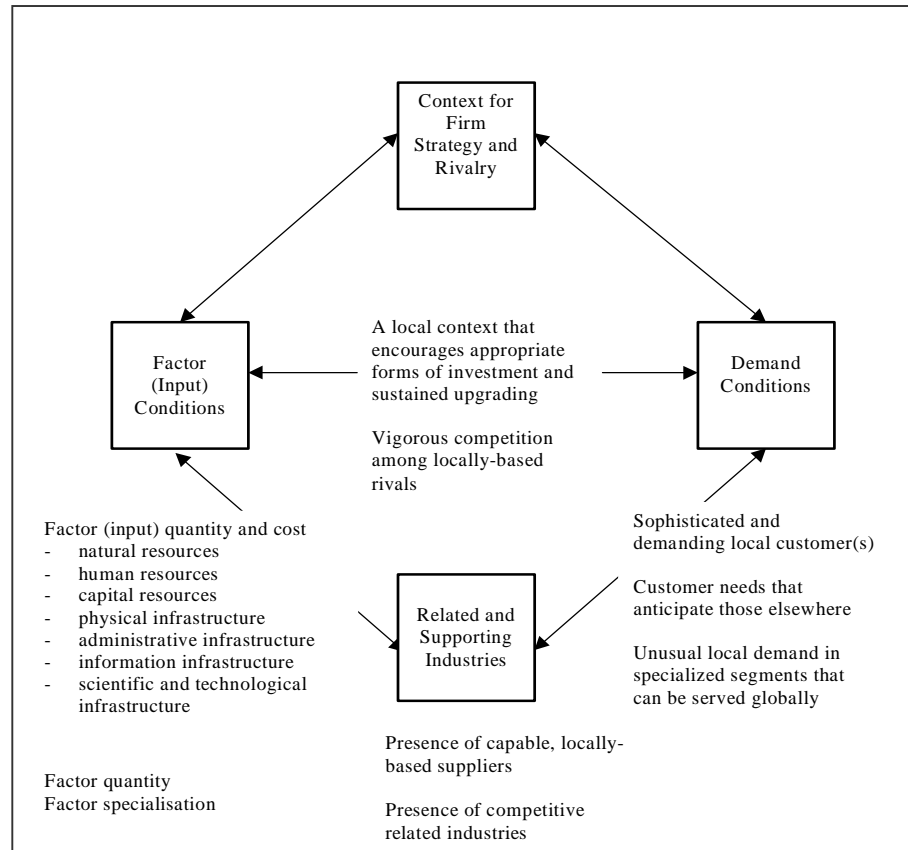 Context for
Firm
Strategy and
Rivalry
Factor
(Input)
Conditions
A local context that
encourages appropriate
forms of investment and
sustained upgrading
Vigorous competition
among locally-based
rivals
Demand
Conditions
Factor (input) quantity and cost
- natural resources
- human resources
- capital resources
- physical infrastructure
- administrative infrastructure
- information infrastructure
- scientific and technological
infrastructure
Factor quantity
Factor specialisation
Related and
Supporting
Industries
Presence of capable, locally-
based suppliers
Presence of competitive
related industries
Sophisticated and
demanding local customer(s)
Customer needs that
anticipate those elsewhere
Unusual local demand in
specialized segments that
can be served globally